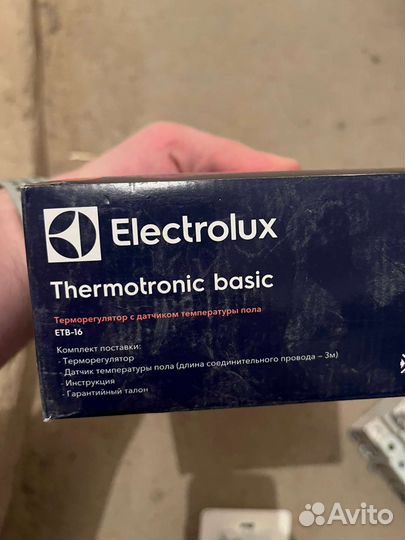 Electrolux
Thermotronic basic
Терморегулятор с датчиком температуры пола
ETB-16
Комплект поставки:
- Терморегулятор
- Датчик температуры пола (длина соединительного провода – 3м)
- Инструкция
- Гарантийный талон
Avito